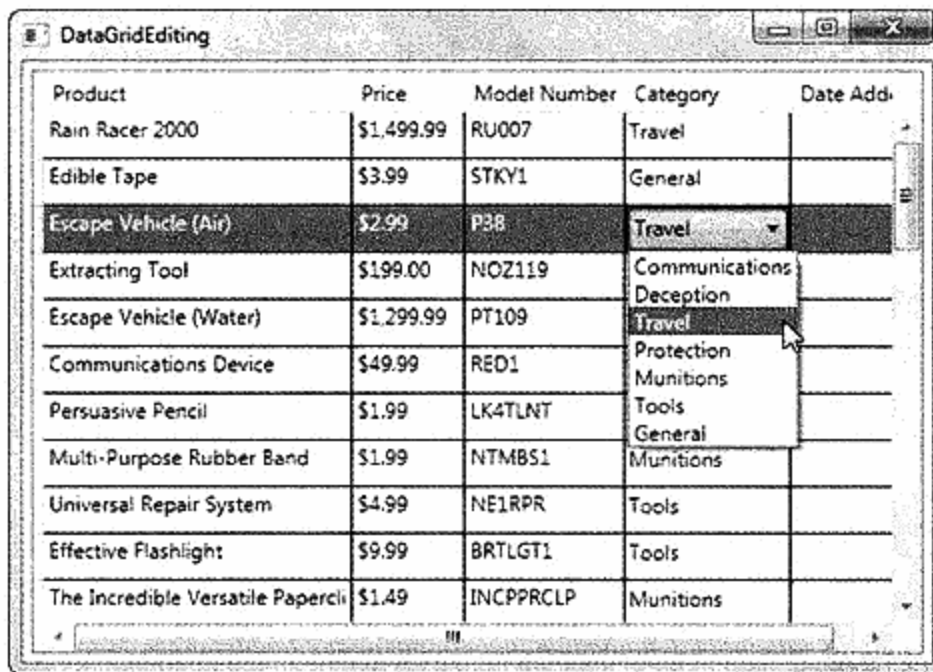 DataGridEditing
Product Price Model Number Category Date Add
Rain Racer 2000 $1,499.99 RU007 Travel
Edible Tape $3.99 STKY1 General
Escape Vehicle (Air) $2.99 P38 Travel
Extracting Tool $199.00 NOZ119
Escape Vehicle (Water) $1,299.99 PT109
Communications Device $49.99 RED1
Persuasive Pencil $1.99 LK4TLNT
Multi-Purpose Rubber Band $1.99 NTMBS1 Munitions
Universal Repair System $4.99 NE1RPR Tools
Effective Flashlight $9.99 BRTLGT1 Tools
The Incredible Versatile Papercli $1.49 INCPPRCLP Munitions
Communications
Deception
Travel
Protection
Munitions
Tools
General